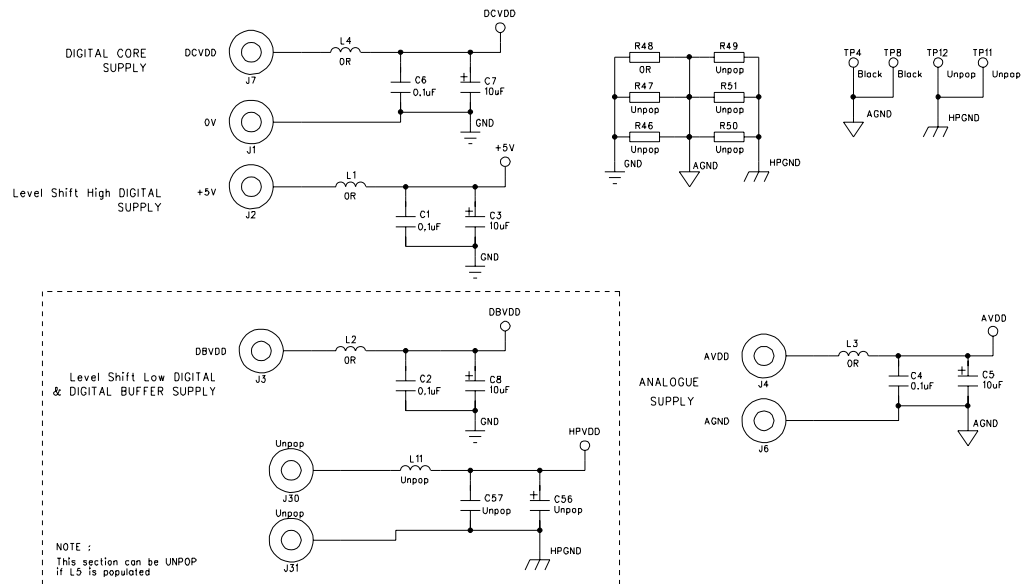 DIGITAL CORE
SUPPLY
DCVDD
J7
L4
0R
DCVDD
C6
0.1uF
C7
10uF
GND
0V
J1
Level Shift High DIGITAL
SUPPLY
+5V
J2
L1
0R
+5V
C1
0.1uF
C3
10uF
GND
R48
0R
R49
Unpop
R47
Unpop
R51
Unpop
R46
Unpop
R50
Unpop
GND
AGND
HPGND
TP4
Black
TP8
Black
TP12
Unpop
TP11
Unpop
AGND
HPGND
DBVDD
J3
Level Shift Low DIGITAL
& DIGITAL BUFFER SUPPLY
L2
0R
DBVDD
C2
0.1uF
C8
10uF
GND
Unpop
J30
L11
Unpop
HPVDD
C57
Unpop
C56
Unpop
HPGND
Unpop
J31
NOTE :
This section can be UNPOP
if L5 is populated
ANALOGUE
SUPPLY
AVDD
J4
L3
0R
AVDD
C4
0.1uF
C5
10uF
AGND
AGND
J6